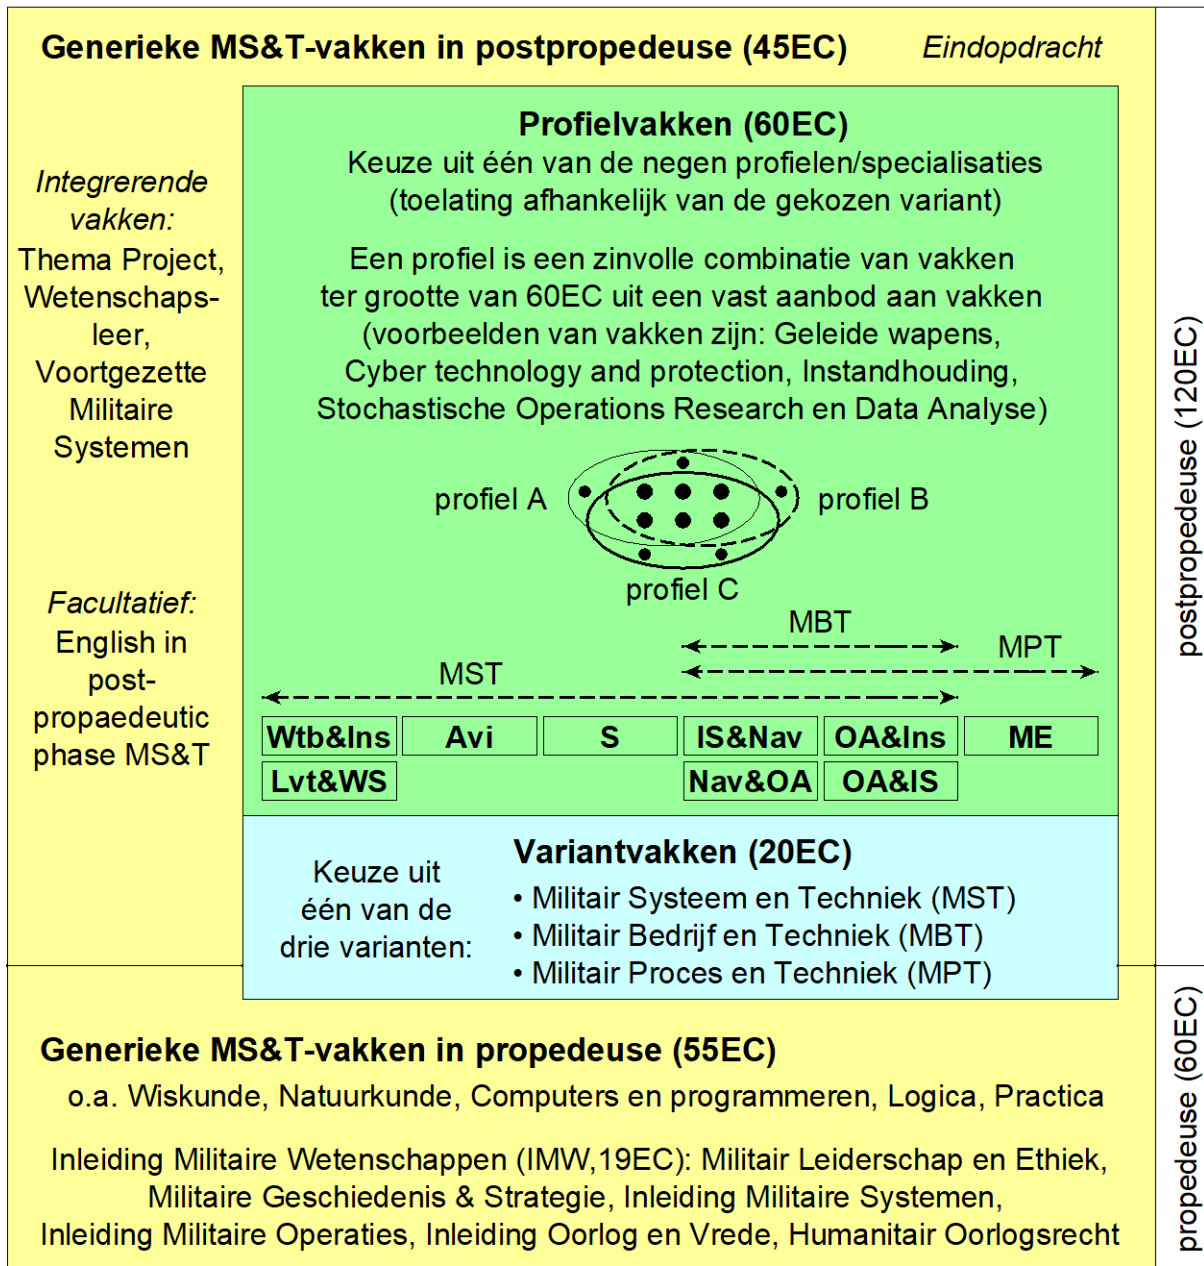 Generieke MS&T-vakken in postpropedeuse (45EC)
Eindopdracht
Integrerende
vakken:
Thema Project,
Wetenschaps-
leer,
Voortgezette
Militaire
Systemen
Facultatief:
English in
post-
propaedeutic
phase MS&T
Profielvakken (60EC)
Keuze uit één van de negen profielen/specialisaties
(toelating afhankelijk van de gekozen variant)
Een profiel is een zinvolle combinatie van vakken
ter grootte van 60EC uit een vast aanbod aan vakken
(voorbeelden van vakken zijn: Geleide wapens,
Cyber technology and protection, Instandhouding,
Stochastische Operations Research en Data Analyse)
profiel A
profiel B
profiel C
MBT
MPT
MST
Wtb&Ins
Avi
S
IS&Nav
OA&Ins
ME
Lvt&WS
Nav&OA
OA&IS
Keuze uit
één van de
drie varianten:
Variantvakken (20EC)
• Militair Systeem en Techniek (MST)
• Militair Bedrijf en Techniek (MBT)
• Militair Proces en Techniek (MPT)
Generieke MS&T-vakken in propedeuse (55EC)
o.a. Wiskunde, Natuurkunde, Computers en programmeren, Logica, Practica
Inleiding Militaire Wetenschappen (IMW,19EC): Militair Leiderschap en Ethiek,
Militaire Geschiedenis & Strategie, Inleiding Militaire Systemen,
Inleiding Militaire Operaties, Inleiding Oorlog en Vrede, Humanitair Oorlogsrecht
postpropedeuse (120EC)
propedeuse (60EC)